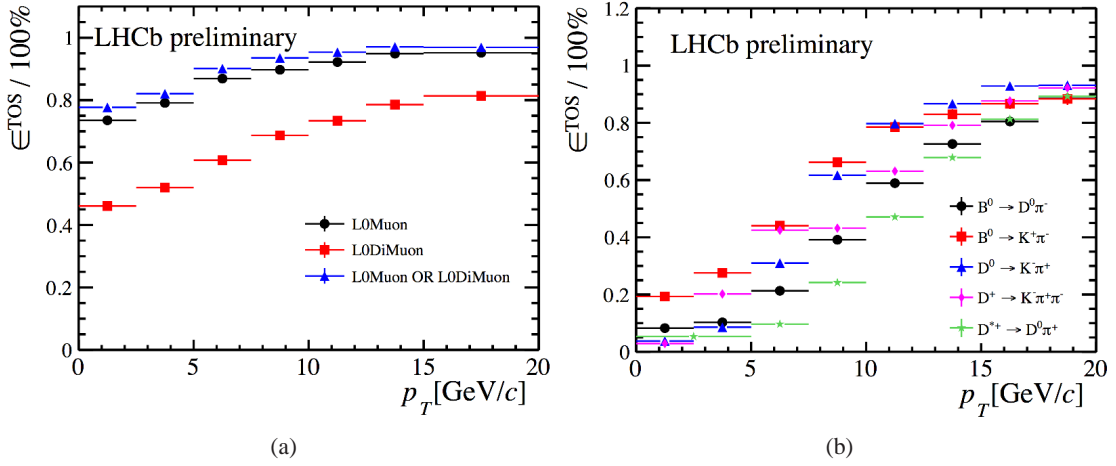 LHCb preliminary
∈^TOS / 100%
1
0.8
0.6
0.4
0.2
0
0 5 10 15 20
p_T[GeV/c]
L0Muon
L0DiMuon
L0Muon OR L0DiMuon
(a)
LHCb preliminary
∈^TOS / 100%
1.2
1
0.8
0.6
0.4
0.2
0
0 5 10 15 20
p_T[GeV/c]
B⁰ → D⁰π⁻
B⁰ → K⁺π⁻
D⁰ → K⁻π⁺
D⁺ → K⁻π⁺π⁻
D*⁺ → D⁰π⁺
(b)